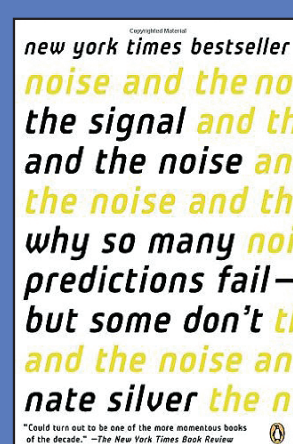 Copyrighted Material
new york times bestseller
noise and the no
the signal and th
and the noise an
the noise and th
why so many noi
predictions fail—
but some don't t
and the noise an
nate silver the n
"Could turn out to be one of the more momentous books
of the decade." —The New York Times Book Review